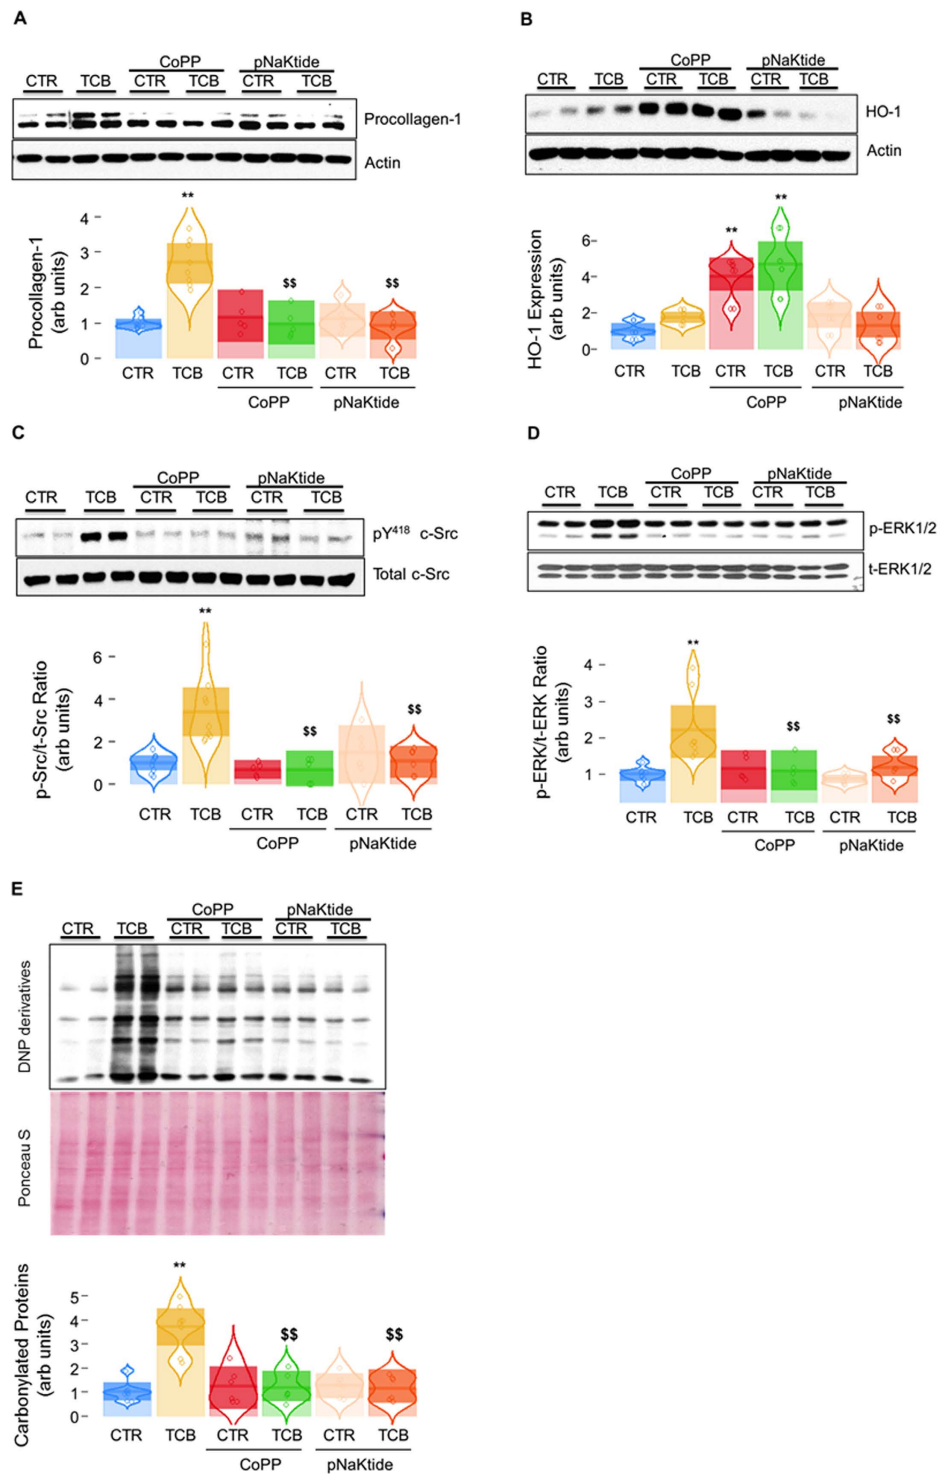 A
CoPP pNaKtide
CTR TCB CTR TCB CTR TCB
Procollagen-1
Actin
Procollagen-1
(arb units)
4
3
2
1
0
**
$$
$$
CTR TCB CTR TCB CTR TCB
CoPP pNaKtide
B
CoPP pNaKtide
CTR TCB CTR TCB CTR TCB
HO-1
Actin
HO-1 Expression
(arb units)
6
4
2
0
**
**
CTR TCB CTR TCB CTR TCB
CoPP pNaKtide
C
CoPP pNaKtide
CTR TCB CTR TCB CTR TCB
pY418 c-Src
Total c-Src
p-Src/t-Src Ratio
(arb units)
6
4
2
0
**
$$
$$
CTR TCB CTR TCB CTR TCB
CoPP pNaKtide
D
CoPP pNaKtide
CTR TCB CTR TCB CTR TCB
p-ERK1/2
t-ERK1/2
p-ERK/t-ERK Ratio
(arb units)
4
3
2
1
**
$$
$$
CTR TCB CTR TCB CTR TCB
CoPP pNaKtide
E
CoPP pNaKtide
CTR TCB CTR TCB CTR TCB
DNP derivatives
Ponceau S
Carbonylated Proteins
(arb units)
5
4
3
2
1
0
**
$$
$$
CTR TCB CTR TCB CTR TCB
CoPP pNaKtide